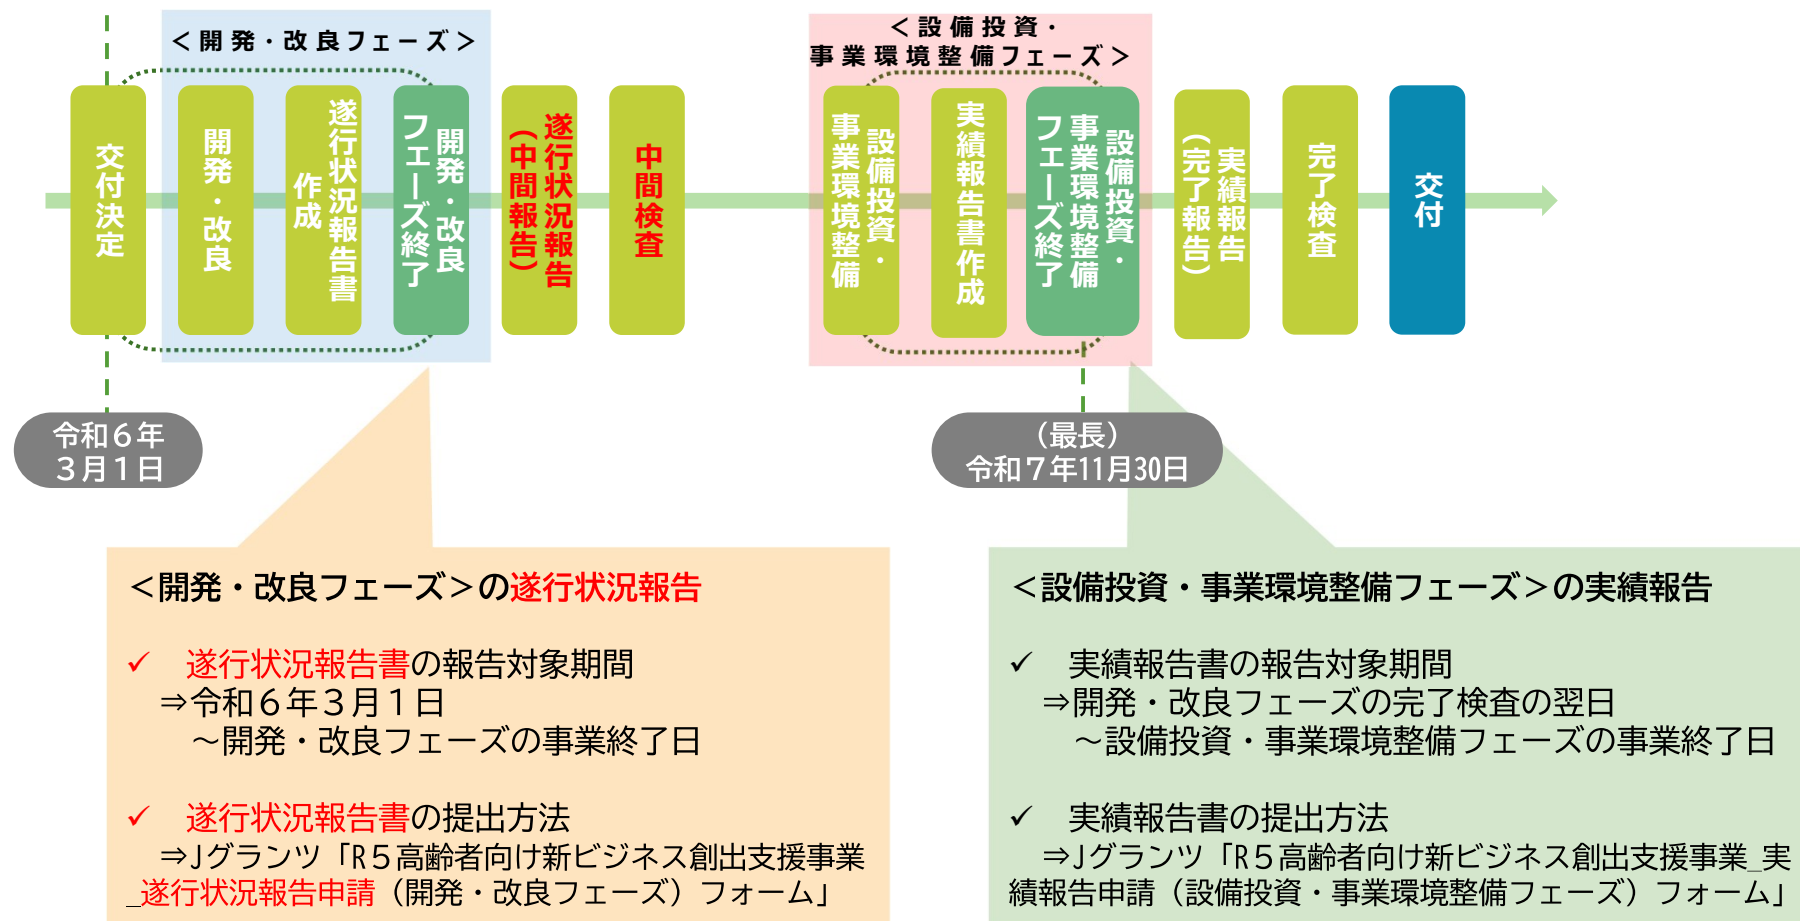 ＜開発・改良フェーズ＞
＜設備投資・
事業環境整備フェーズ＞
交付決定
開発・改良
遂行状況報告書
作成
開発・改良
フェーズ終了
遂行状況報告
（中間報告）
中間検査
設備投資・
事業環境整備
実績報告書作成
設備投資・
事業環境整備
フェーズ終了
実績報告
（完了報告）
完了検査
交付
令和６年
３月１日
（最長）
令和７年11月30日
＜開発・改良フェーズ＞の遂行状況報告
✓ 遂行状況報告書の報告対象期間
⇒令和６年３月１日
～開発・改良フェーズの事業終了日
✓ 遂行状況報告書の提出方法
⇒Jグランツ「R５高齢者向け新ビジネス創出支援事業
_遂行状況報告申請（開発・改良フェーズ）フォーム」
＜設備投資・事業環境整備フェーズ＞の実績報告
✓ 実績報告書の報告対象期間
⇒開発・改良フェーズの完了検査の翌日
～設備投資・事業環境整備フェーズの事業終了日
✓ 実績報告書の提出方法
⇒Jグランツ「R５高齢者向け新ビジネス創出支援事業_実
績報告申請（設備投資・事業環境整備フェーズ）フォーム」